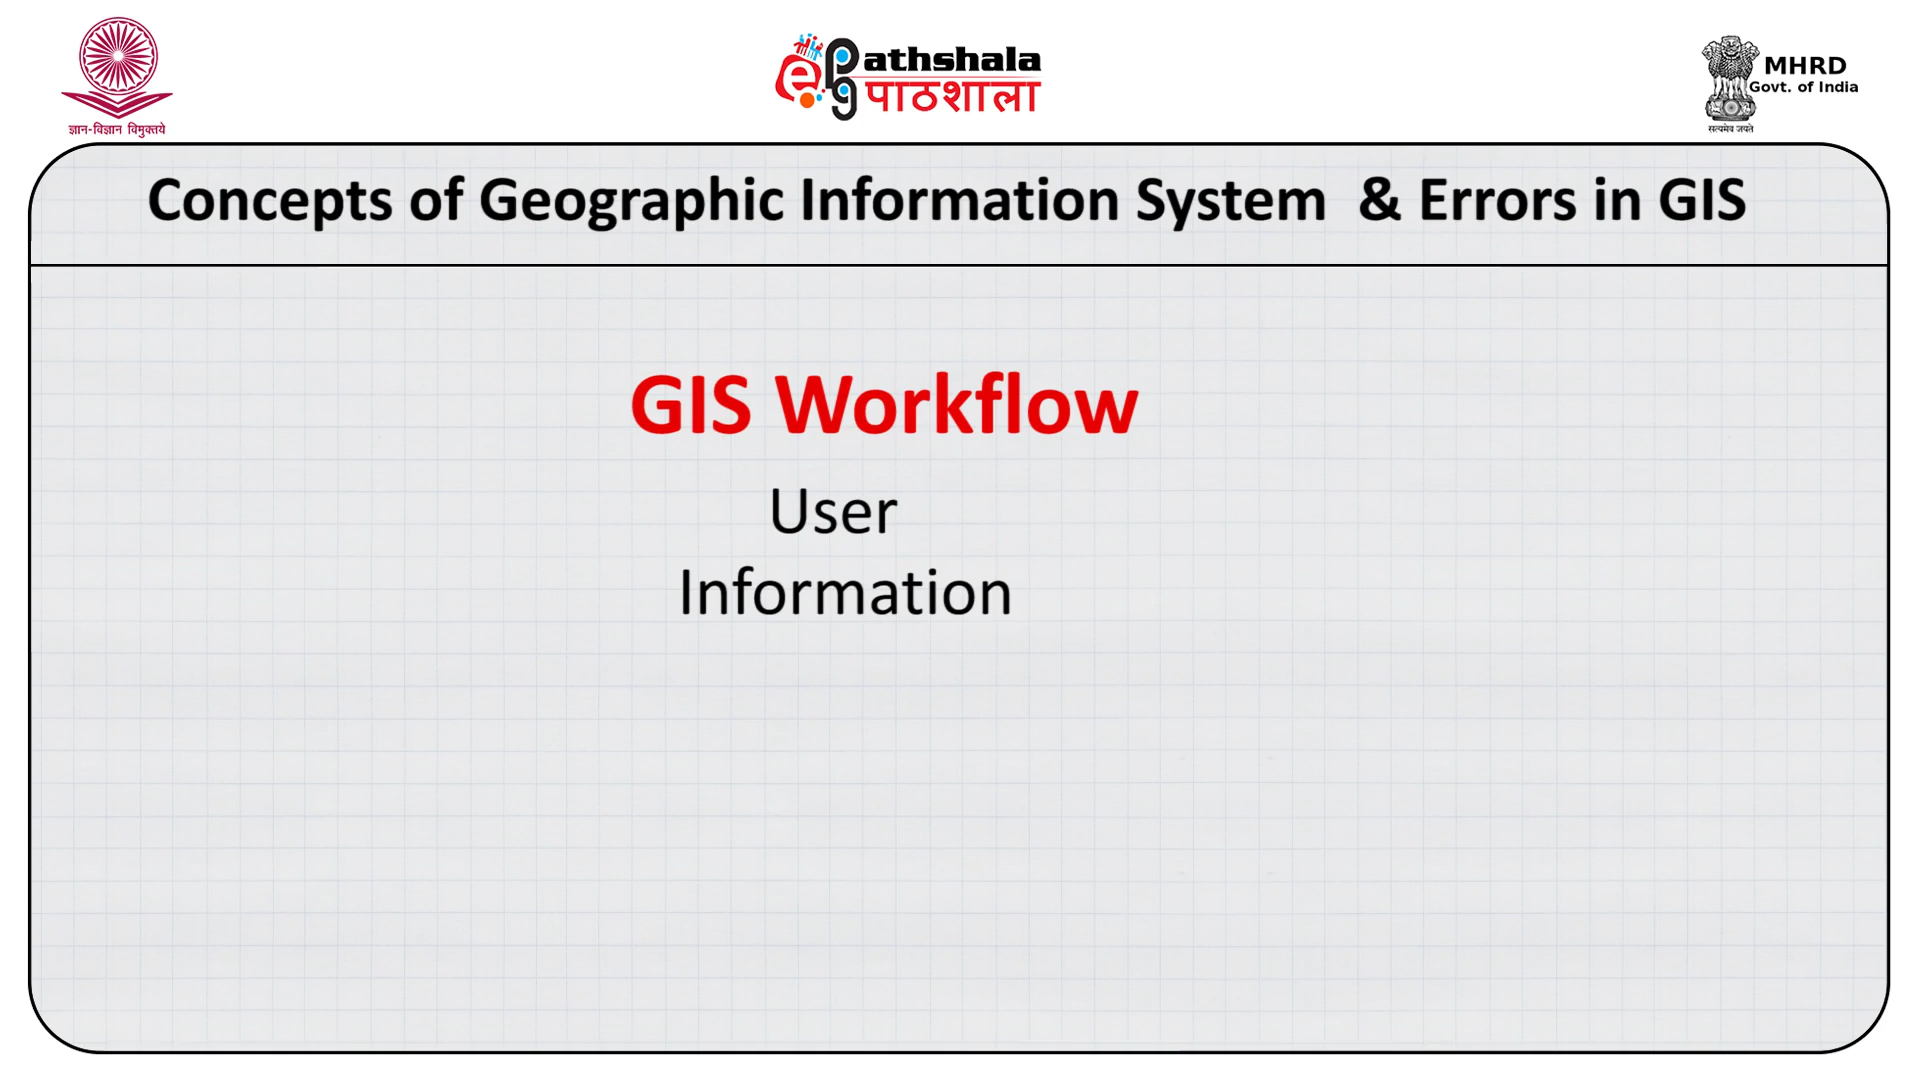 ज्ञान-विज्ञान विमुक्तये
e
Pg
athshala
पाठशाला
MHRD
Govt. of India
सत्यमेव जयते
Concepts of Geographic Information System & Errors in GIS
GIS Workflow
User
Information